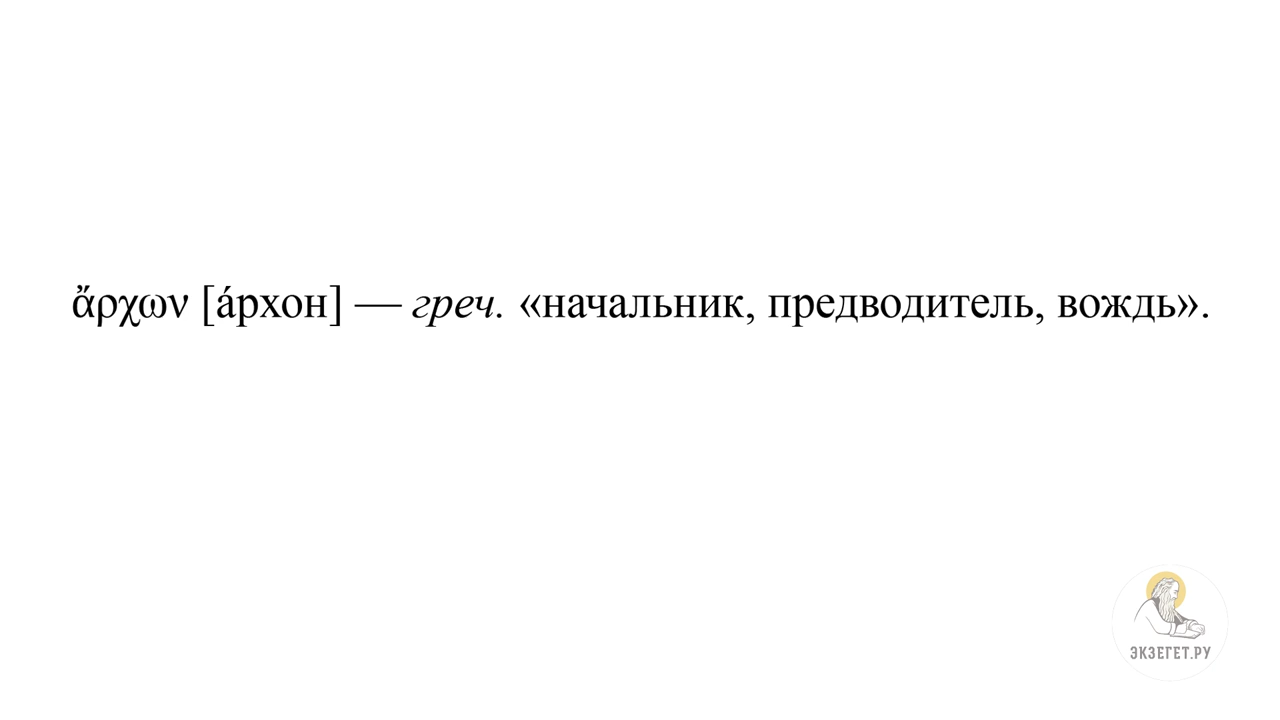 ἄρχων [áрхон] — греч. «начальник, предводитель, вождь».
ЭКЗЕГЕТ.РУ